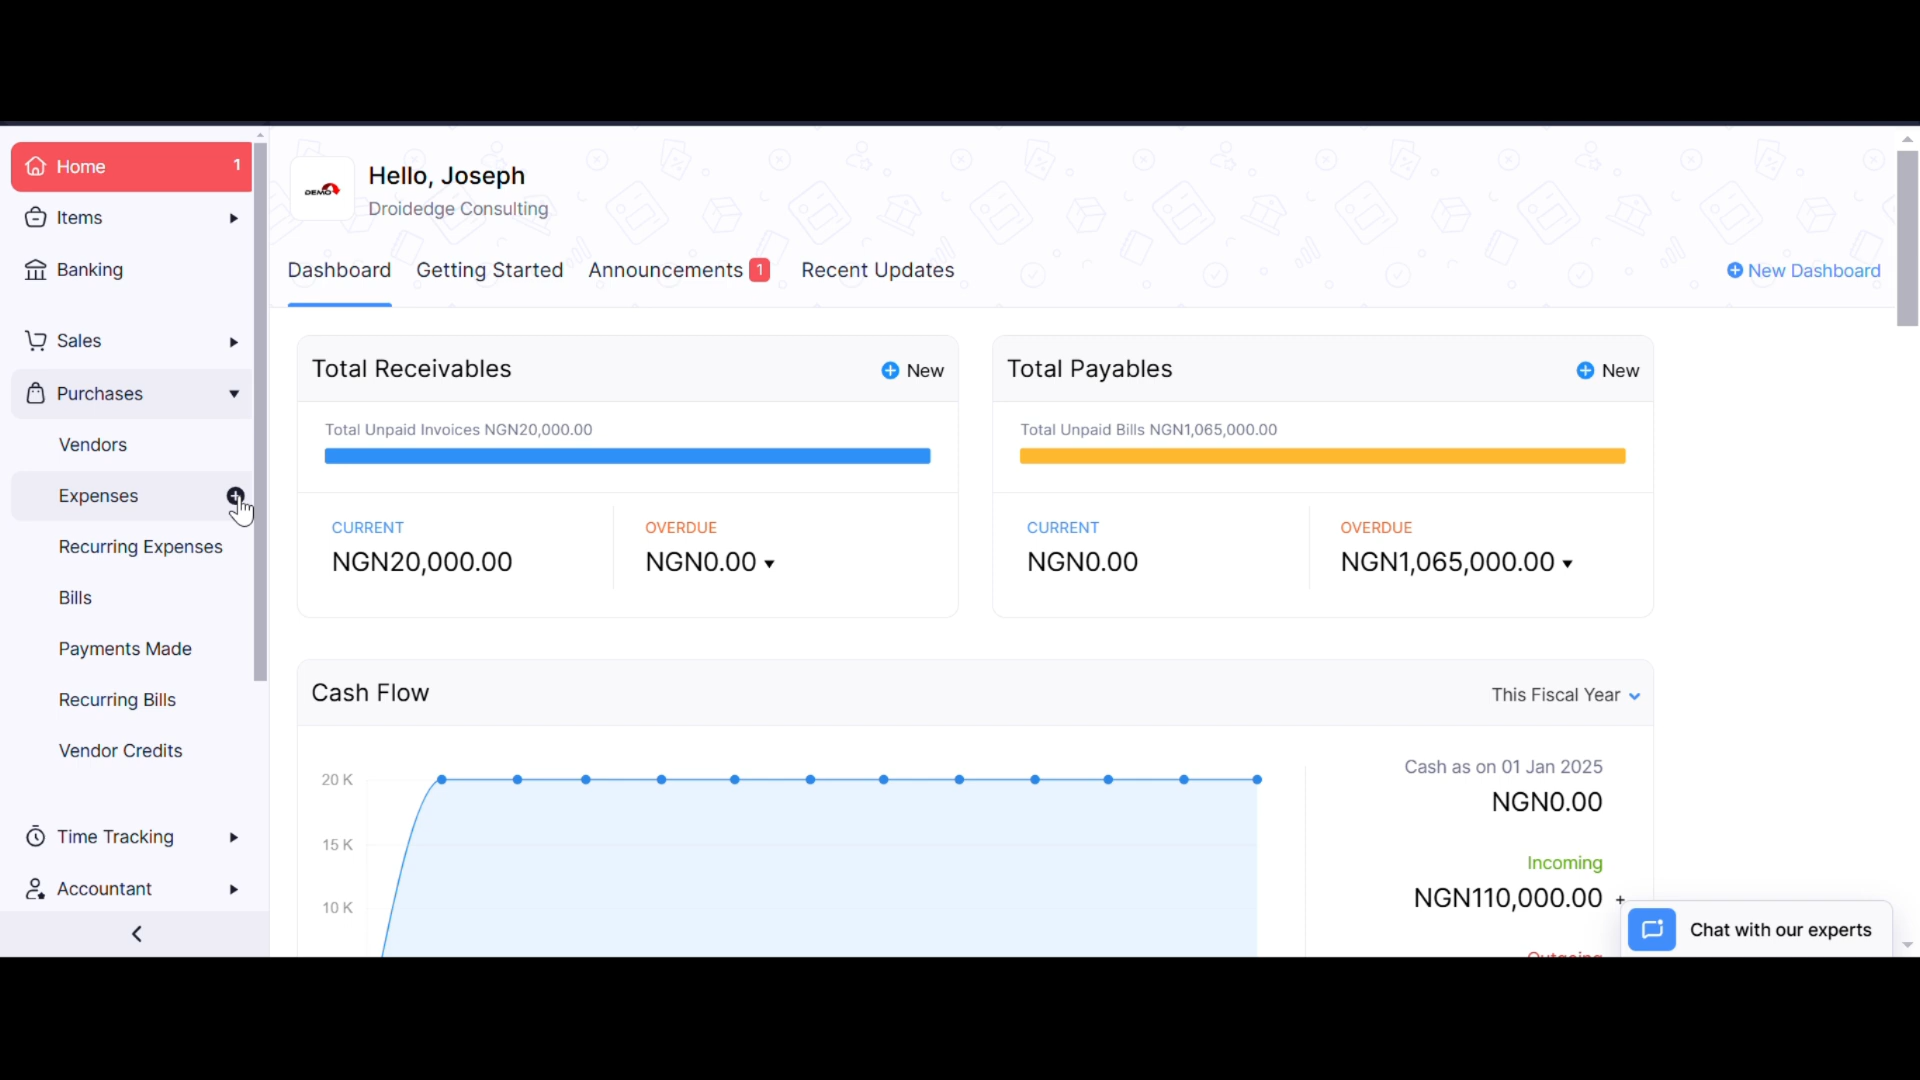 Home 1
Items
Banking
Sales
Purchases
Vendors
Expenses
Recurring Expenses
Bills
Payments Made
Recurring Bills
Vendor Credits
Time Tracking
Accountant
DEMO
Hello, Joseph
Droidedge Consulting
Dashboard Getting Started Announcements 1 Recent Updates
New Dashboard
Total Receivables New
Total Unpaid Invoices NGN20,000.00
CURRENT OVERDUE
NGN20,000.00 NGN0.00
Total Payables New
Total Unpaid Bills NGN1,065,000.00
CURRENT OVERDUE
NGN0.00 NGN1,065,000.00
Cash Flow This Fiscal Year
20 K
15 K
10 K
Cash as on 01 Jan 2025
NGN0.00
Incoming
NGN110,000.00 +
Outgoing
Chat with our experts